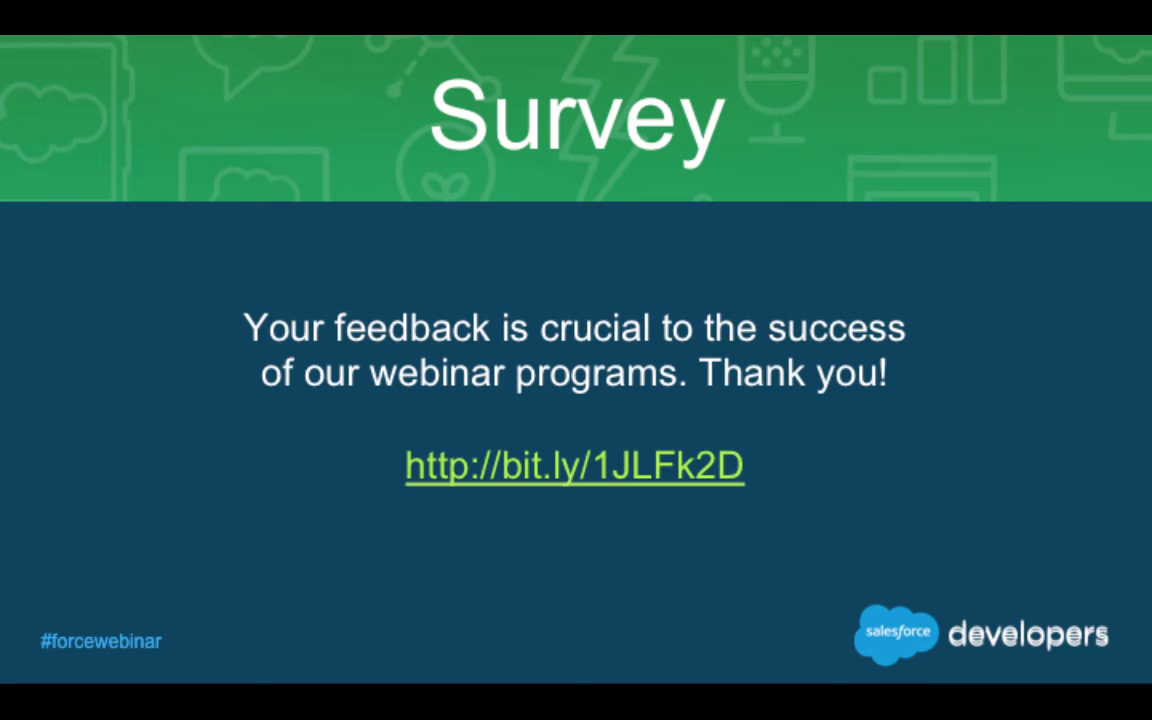 Survey
Your feedback is crucial to the success
of our webinar programs. Thank you!
http://bit.ly/1JLFk2D
#forcewebinar
salesforce developers